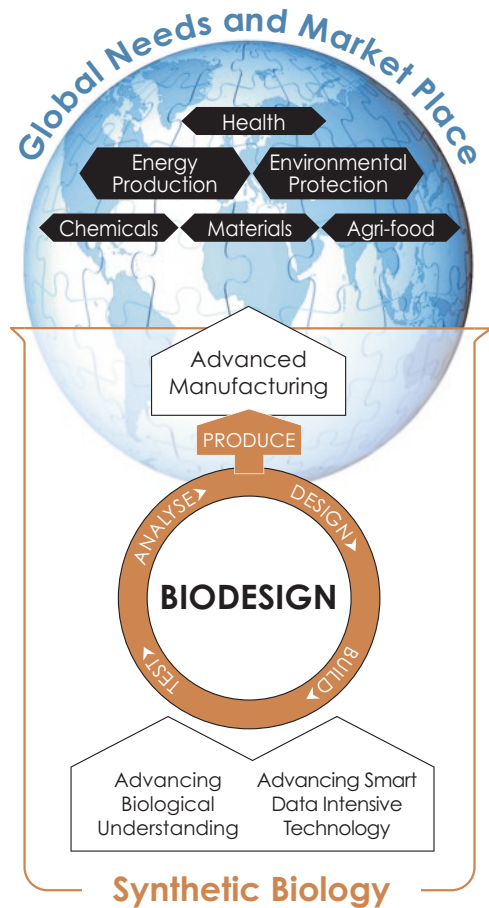 Global Needs and Market Place
Health
Energy
Production
Environmental
Protection
Chemicals
Materials
Agri-food
Advanced
Manufacturing
PRODUCE
ANALYSE
DESIGN
BIODESIGN
TEST
BUILD
Advancing
Biological
Understanding
Advancing Smart
Data Intensive
Technology
Synthetic Biology